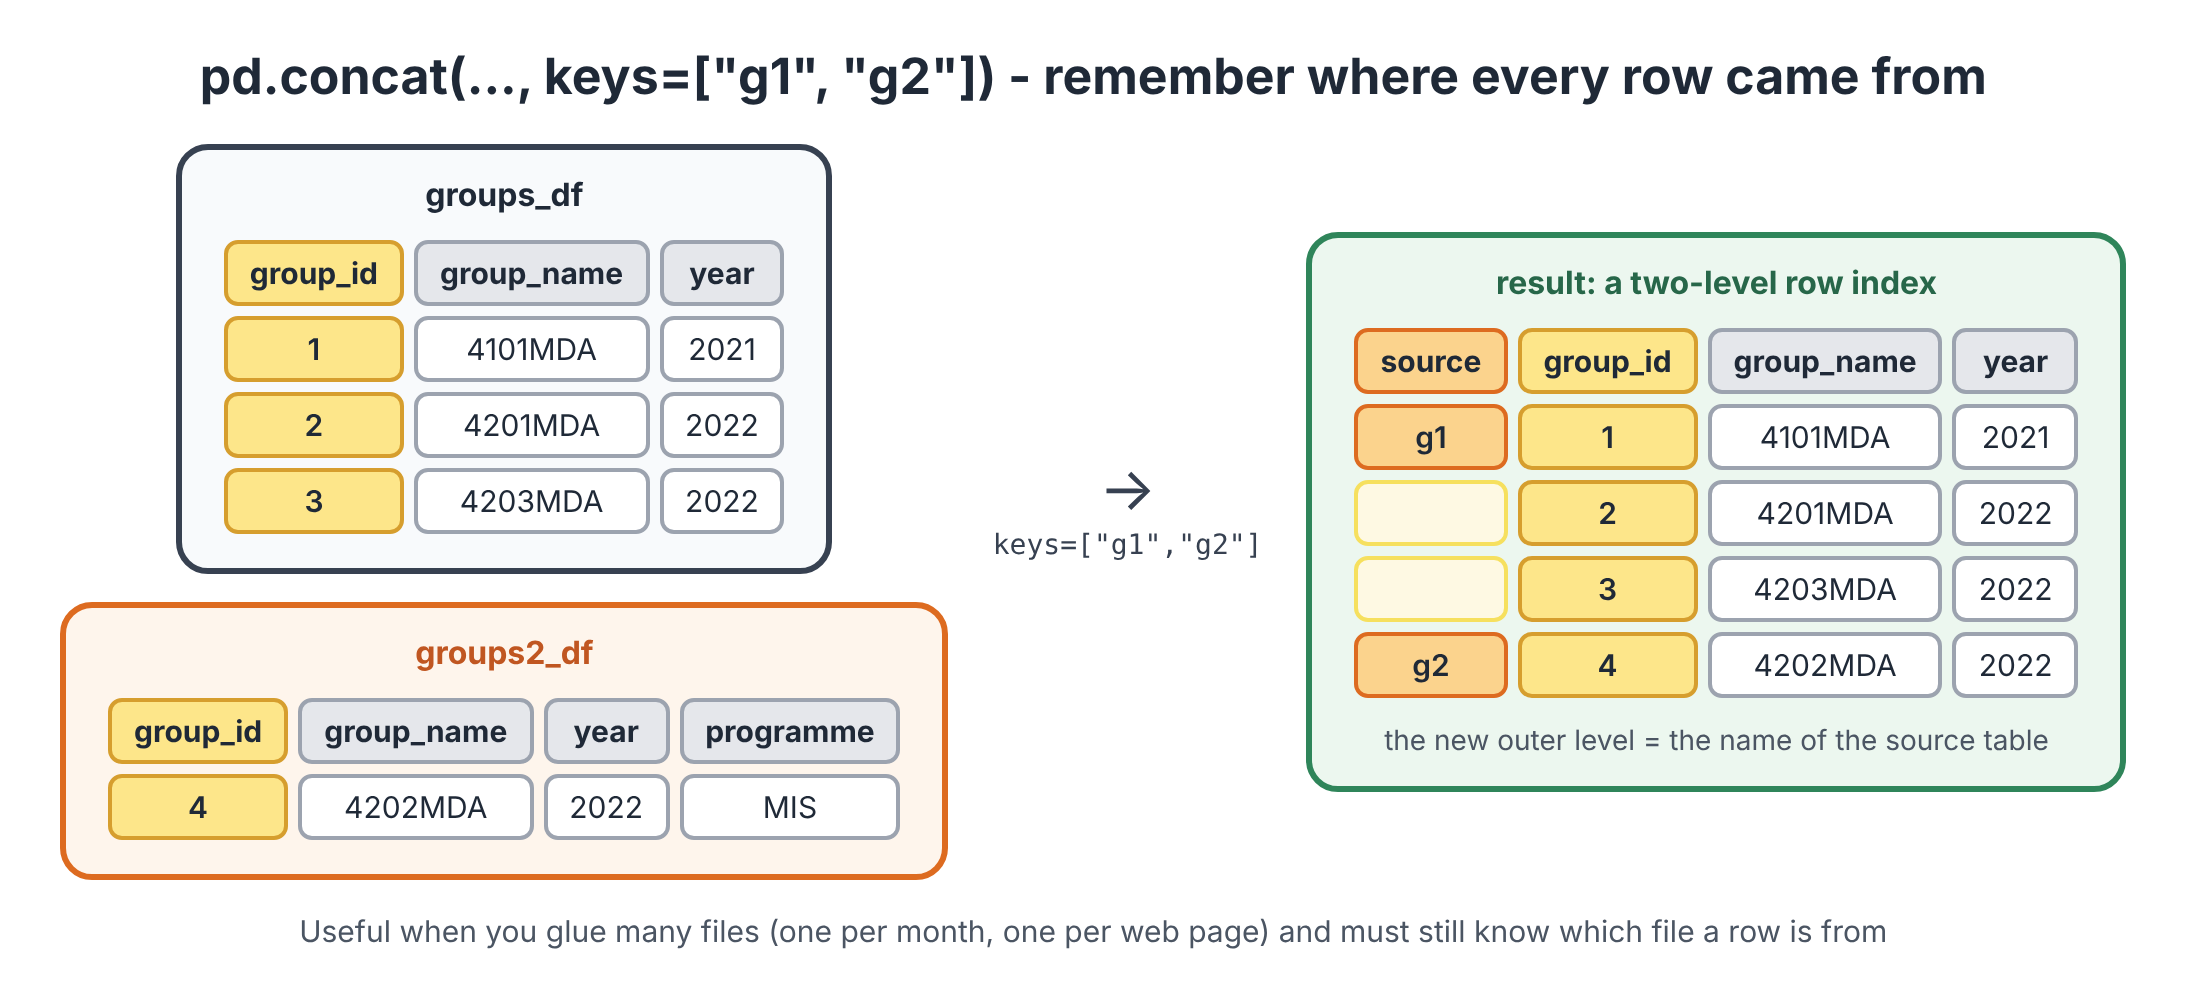 pd.concat(..., keys=["g1", "g2"]) - remember where every row came from
groups_df
group_id group_name year
1 4101MDA 2021
2 4201MDA 2022
3 4203MDA 2022
groups2_df
group_id group_name year programme
4 4202MDA 2022 MIS
→
keys=["g1","g2"]
result: a two-level row index
source group_id group_name year
g1 1 4101MDA 2021
2 4201MDA 2022
3 4203MDA 2022
g2 4 4202MDA 2022
the new outer level = the name of the source table
Useful when you glue many files (one per month, one per web page) and must still know which file a row is from